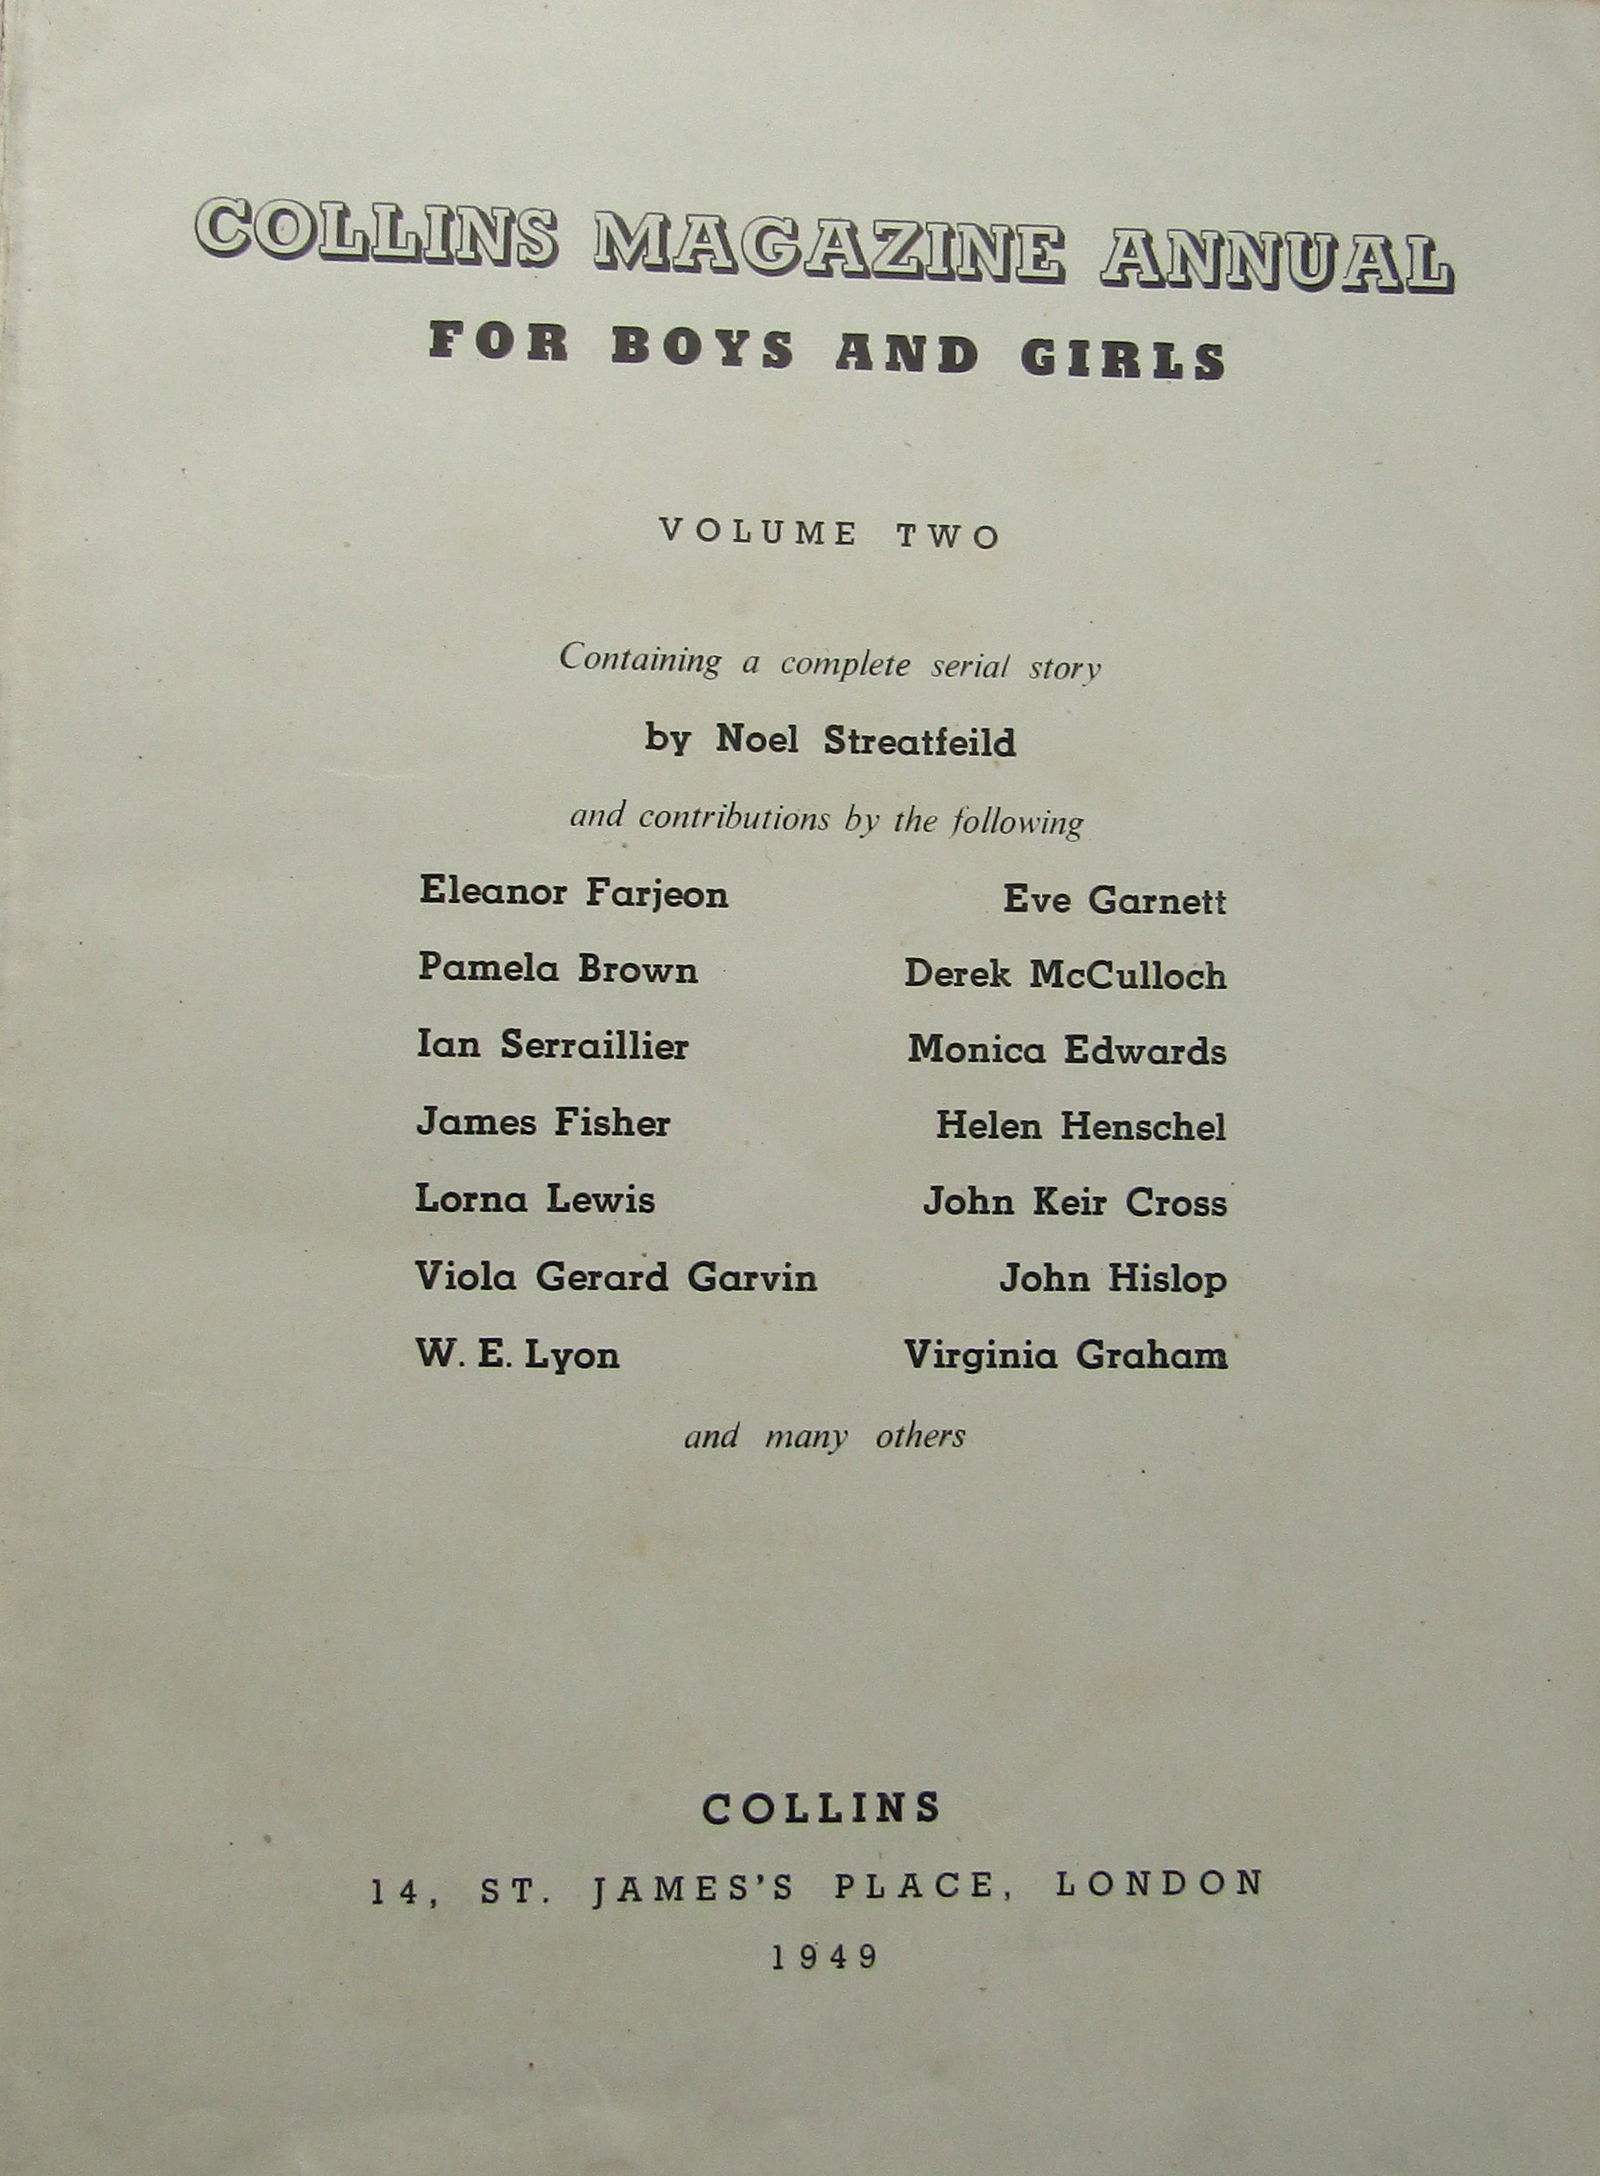 COLLINS MAGAZINE ANNUAL
FOR BOYS AND GIRLS
VOLUME TWO
Containing a complete serial story
by Noel Streatfeild
and contributions by the following
Eleanor Farjeon Eve Garnett
Pamela Brown Derek McCulloch
Ian Serraillier Monica Edwards
James Fisher Helen Henschel
Lorna Lewis John Keir Cross
Viola Gerard Garvin John Hislop
W. E. Lyon Virginia Graham
and many others
COLLINS
14, ST. JAMES'S PLACE, LONDON
1949